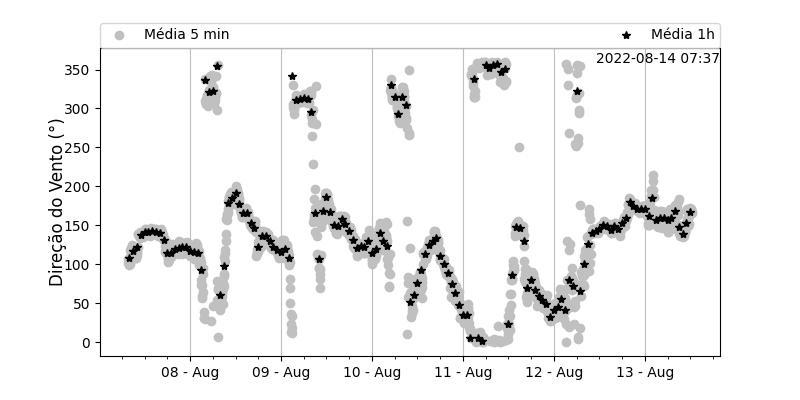 Média 5 min
Média 1h
2022-08-14 07:37
Direção do Vento (°)
350
300
250
200
150
100
50
0
08 - Aug
09 - Aug
10 - Aug
11 - Aug
12 - Aug
13 - Aug